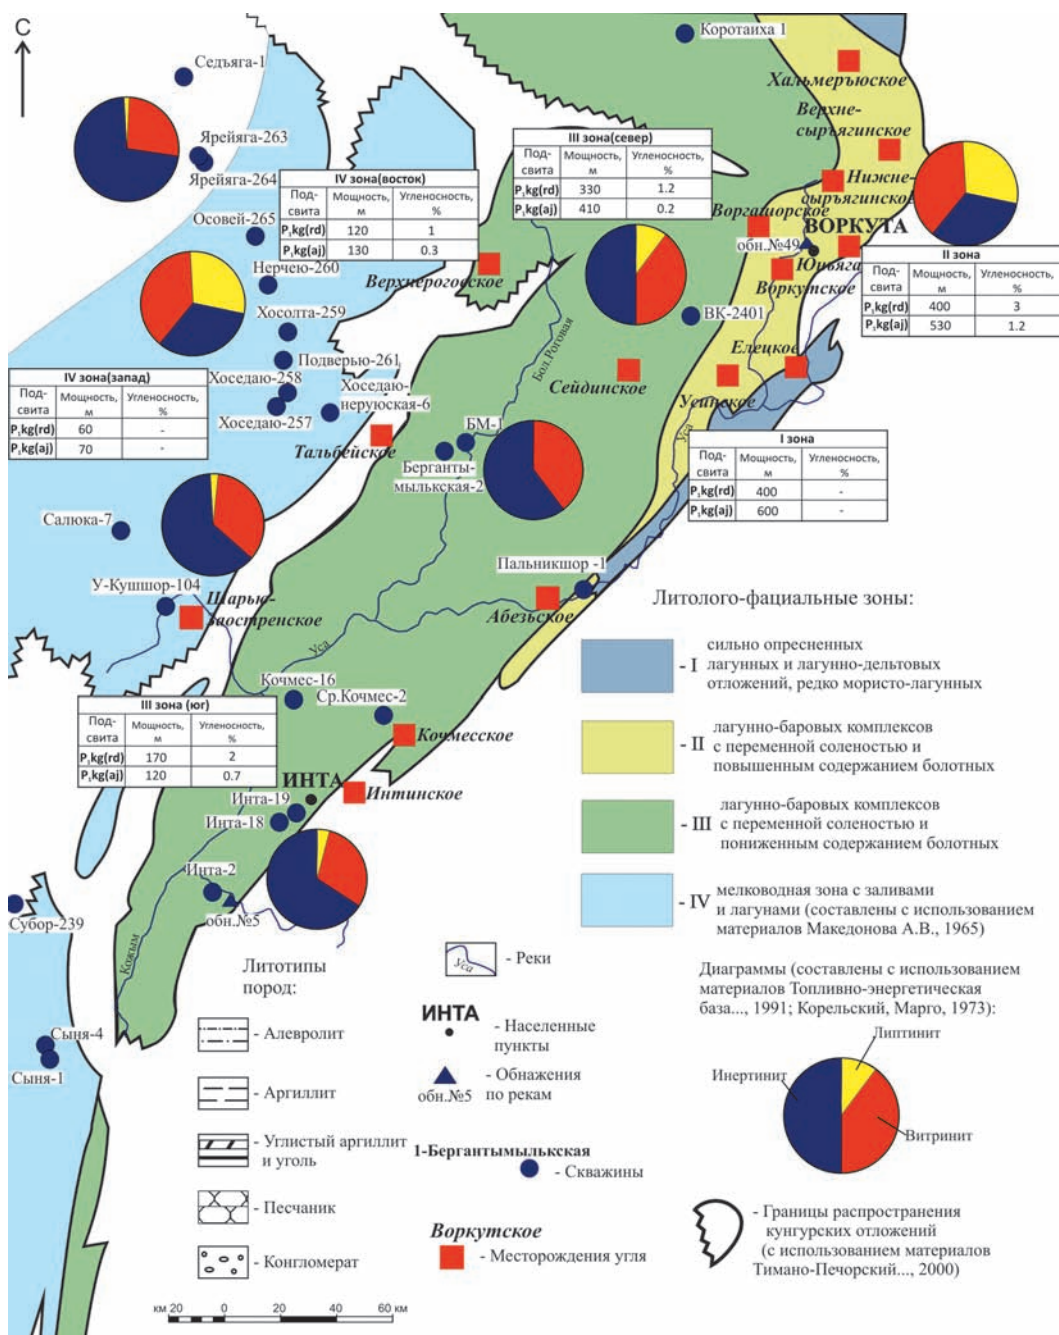 С
Седъяга-1
Коротаиха 1
Хальмеръюское
Верхне-
сыръягинское
Ярейяга-263
Ярейяга-264
III зона(север)
Под-
свита
Мощность,
м
Угленосность,
%
P₁kg(rd) 330 1.2
P₁kg(aj) 410 0.2
IV зона(восток)
Под-
свита
Мощность,
м
Угленосность,
%
P₁kg(rd) 120 1
P₁kg(aj) 130 0.3
Нижне-
сыръягинское
Осовей-265
Воргашорское
ВОРКУТА
обн.№49
Юньяга
Воркутское
II зона
Под-
свита
Мощность,
м
Угленосность,
%
P₁kg(rd) 400 3
P₁kg(aj) 530 1.2
Нерчею-260
Верхнероговское
Хосолта-259
ВК-2401
Бол.Роговая
Елецкое
Подверью-261
Хоседаю-258
Хоседаю-257
Хоседаю-
неруюская-6
Сейдинское
Усинское
Уса
IV зона(запад)
Под-
свита
Мощность,
м
Угленосность,
%
P₁kg(rd) 60 -
P₁kg(aj) 70 -
БМ-1
Берганты-
мылькская-2
Тальбейское
I зона
Под-
свита
Мощность,
м
Угленосность,
%
P₁kg(rd) 400 -
P₁kg(aj) 600 -
Салюка-7
У-Кушшор-104
Шарью-
заостренское
Пальникшор -1
Абезьское
Уса
Кочмес-16
Ср.Кочмес-2
Кочмесское
III зона (юг)
Под-
свита
Мощность,
м
Угленосность,
%
P₁kg(rd) 170 2
P₁kg(aj) 120 0.7
ИНТА
Интинское
Инта-19
Инта-18
Инта-2
обн.№5
Кожым
Субор-239
Сыня-4
Сыня-1
Литолого-фациальные зоны:
- I
сильно опресненных
лагунных и лагунно-дельтовых
отложений, редко мористо-лагунных
- II
лагунно-баровых комплексов
с переменной соленостью и
повышенным содержанием болотных
- III
лагунно-баровых комплексов
с переменной соленостью и
пониженным содержанием болотных
- IV
мелководная зона с заливами
и лагунами (составлены с использованием
материалов Македонова А.В., 1965)
Диаграммы (составлены с использованием
материалов Топливно-энергетическая
база..., 1991; Корельский, Марго, 1973):
Липтинит
Инертинит
Витринит
Литотипы
пород:
- Алевролит
- Аргиллит
- Углистый аргиллит
и уголь
- Песчаник
- Конгломерат
Уса
- Реки
ИНТА
- Населенные
пункты
обн.№5
- Обнажения
по рекам
1-Бергантымылькская
- Скважины
Воркутское
- Месторождения угля
- Границы распространения
кунгурских отложений
(с использованием материалов
Тимано-Печорский..., 2000)
км 20 0 20 40 60 км